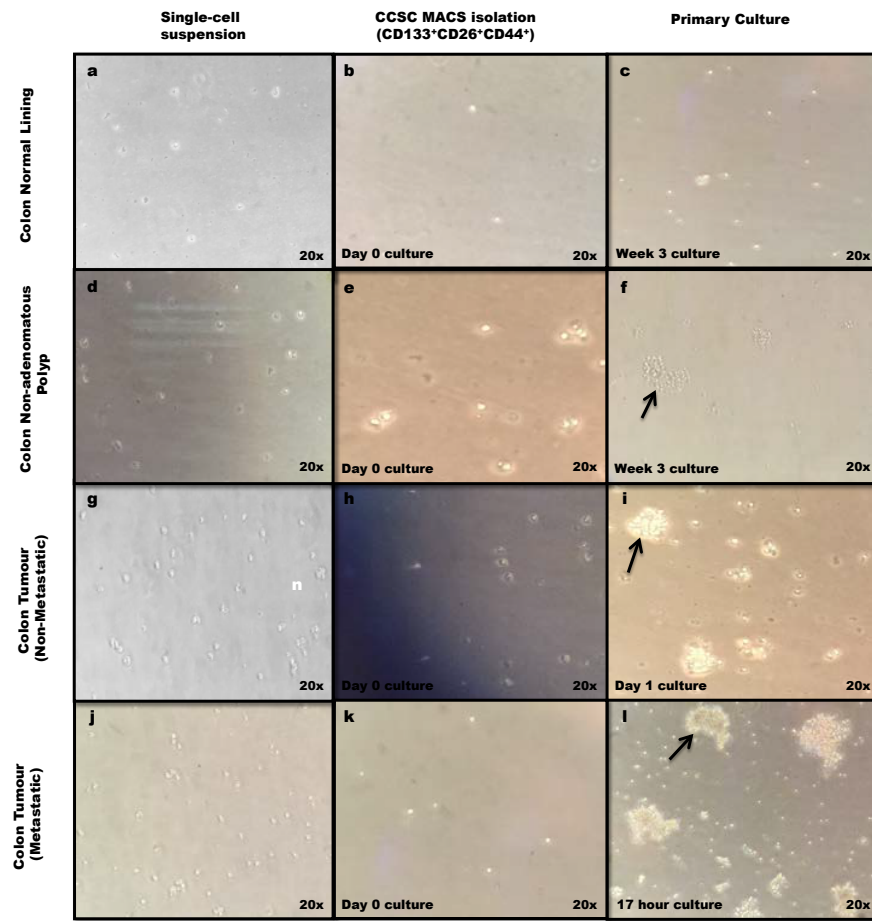 Single-cell
suspension
CCSC MACS isolation
(CD133⁺CD26⁺CD44⁺)
Primary Culture
Colon Normal Lining
a
20x
b
Day 0 culture
20x
c
Week 3 culture
20x
Colon Non-adenomatous
Polyp
d
20x
e
Day 0 culture
20x
f
Week 3 culture
20x
Colon Tumour
(Non-Metastatic)
g
n
20x
h
Day 0 culture
20x
i
Day 1 culture
20x
Colon Tumour
(Metastatic)
j
20x
k
Day 0 culture
20x
l
17 hour culture
20x